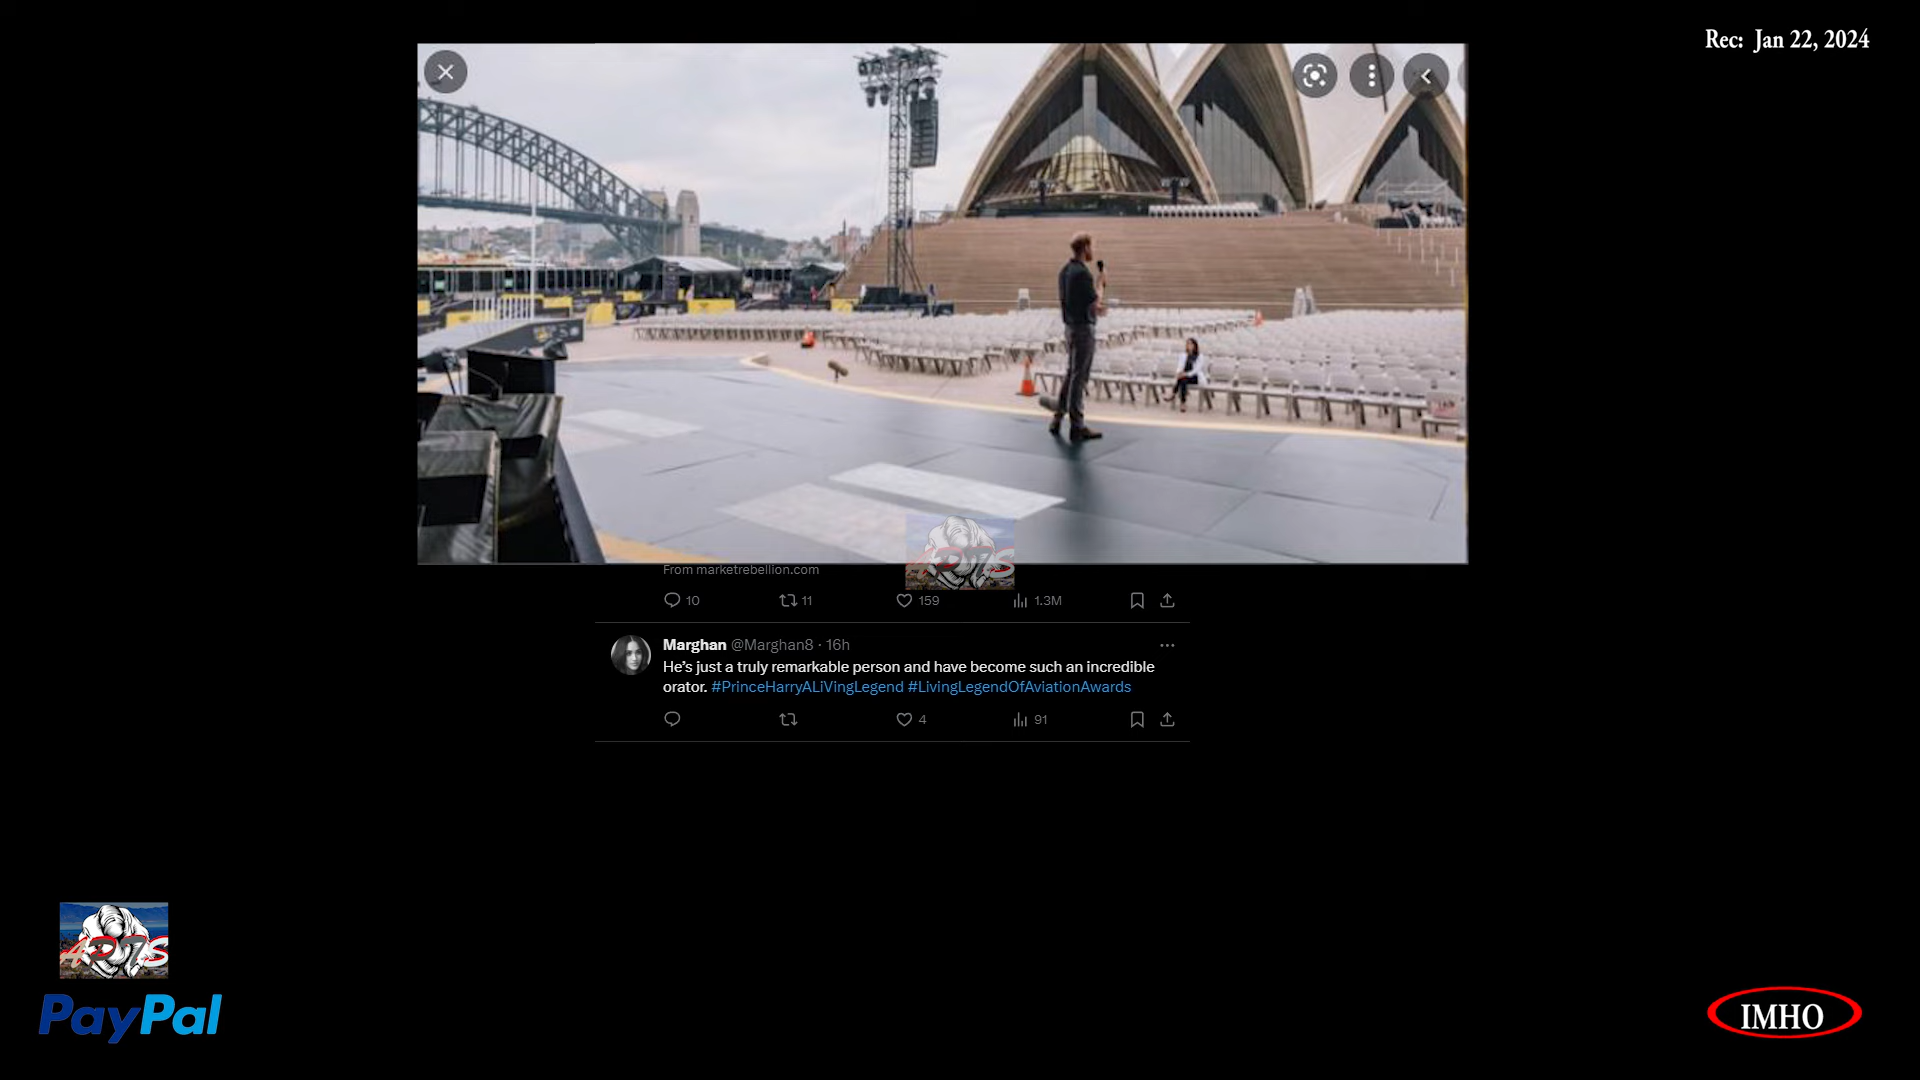 Rec: Jan 22, 2024
From marketrebellion.com
10 11 159 1.3M
Marghan @Marghan8 · 16h
He's just a truly remarkable person and have become such an incredible
orator. #PrinceHarryALiVingLegend #LivingLegendOfAviationAwards
4 91
PayPal
IMHO